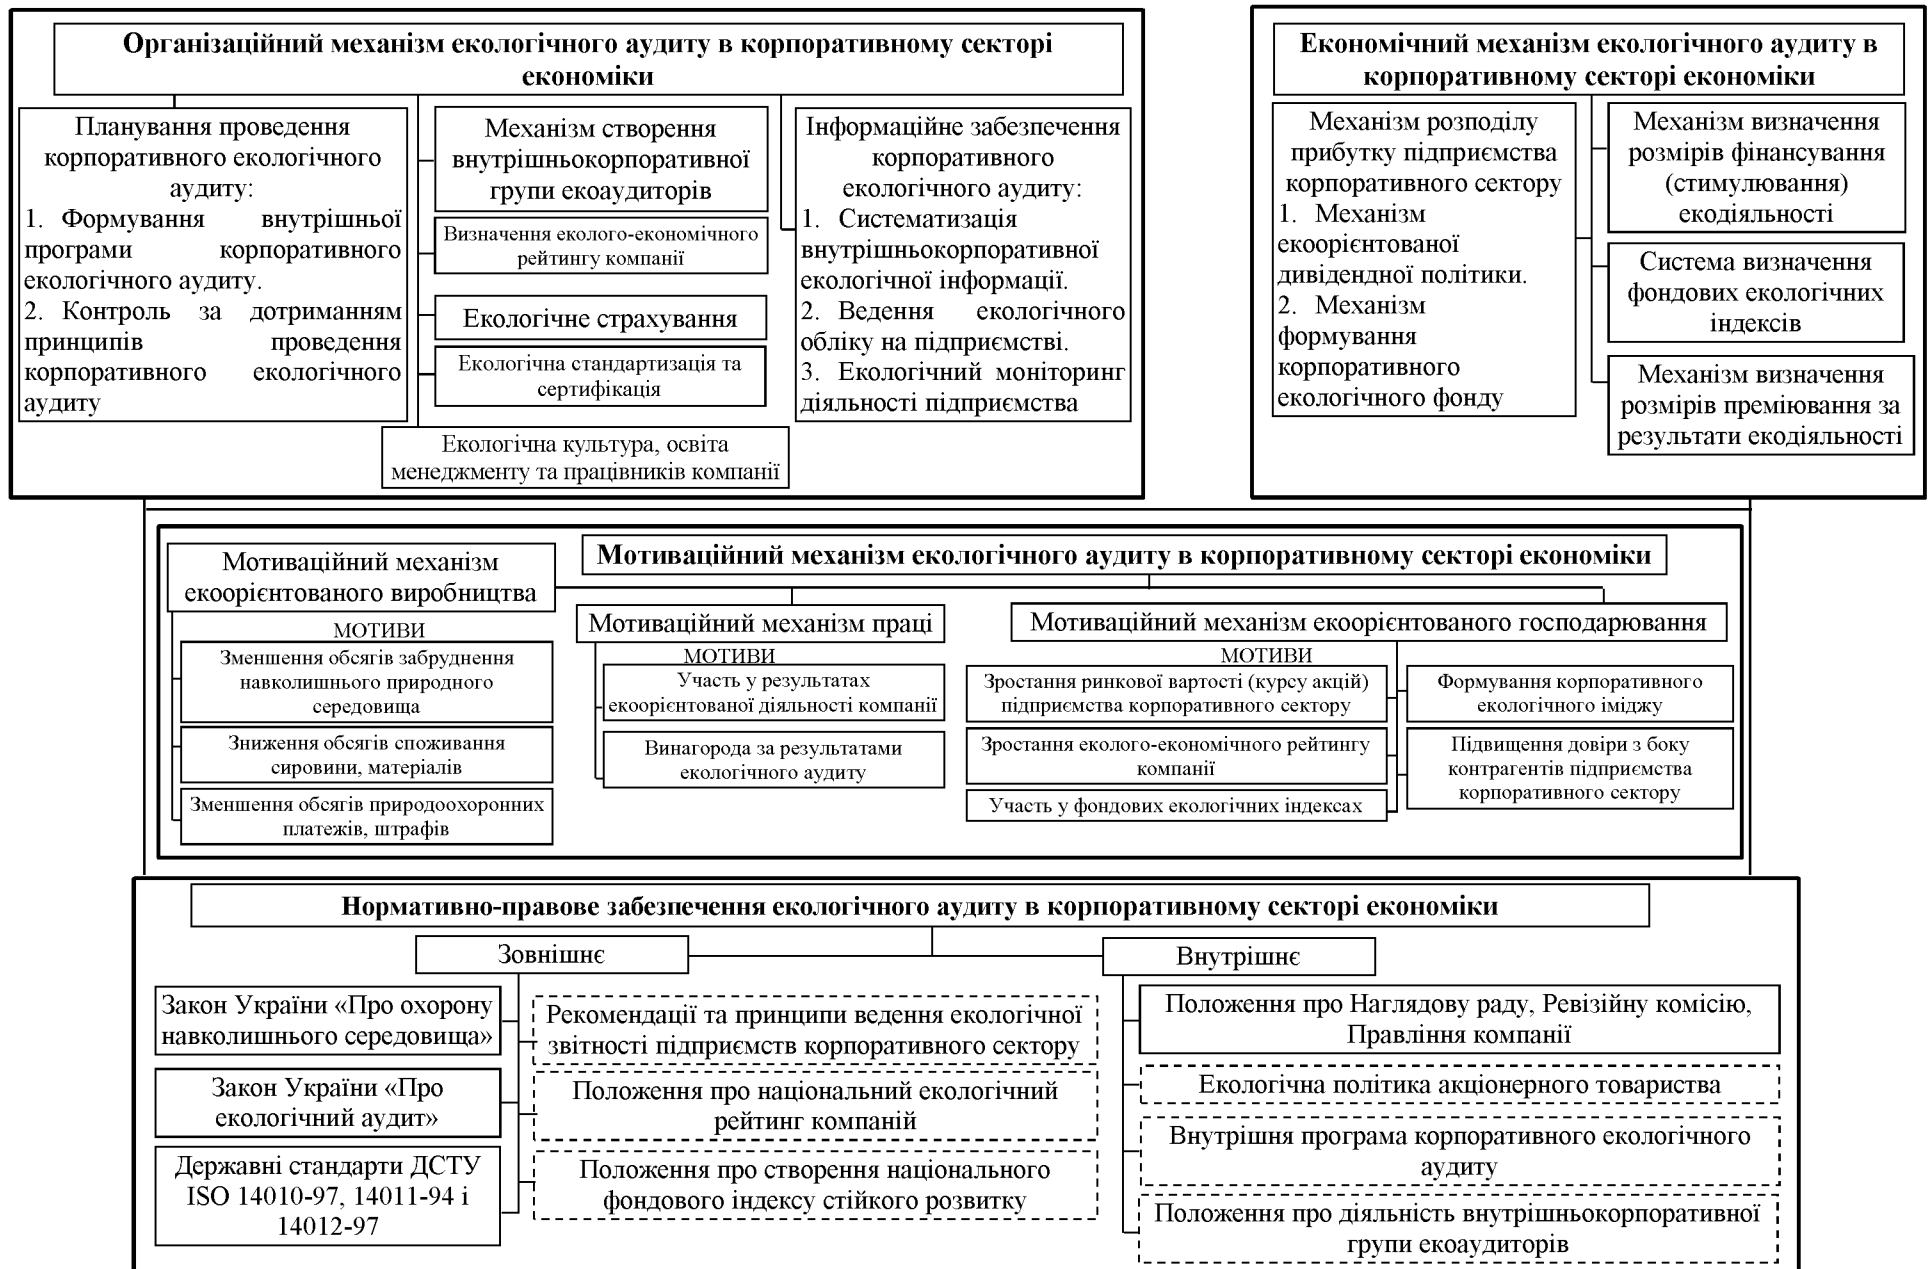 Організаційний механізм екологічного аудиту в корпоративному секторі
економіки
Планування проведення
корпоративного екологічного
аудиту:
1. Формування внутрішньої
програми корпоративного
екологічного аудиту.
2. Контроль за дотриманням
принципів проведення
корпоративного екологічного
аудиту
Механізм створення
внутрішньокорпоративної
групи екоаудиторів
Визначення еколого-економічного
рейтингу компанії
Екологічне страхування
Екологічна стандартизація та
сертифікація
Екологічна культура, освіта
менеджменту та працівників компанії
Інформаційне забезпечення
корпоративного
екологічного аудиту:
1. Систематизація
внутрішньокорпоративної
екологічної інформації.
2. Ведення екологічного
обліку на підприємстві.
3. Екологічний моніторинг
діяльності підприємства
Економічний механізм екологічного аудиту в
корпоративному секторі економіки
Механізм розподілу
прибутку підприємства
корпоративного сектору
1. Механізм
екоорієнтованої
дивідендної політики.
2. Механізм
формування
корпоративного
екологічного фонду
Механізм визначення
розмірів фінансування
(стимулювання)
екодіяльності
Система визначення
фондових екологічних
індексів
Механізм визначення
розмірів преміювання за
результати екодіяльності
Мотиваційний механізм екологічного аудиту в корпоративному секторі економіки
Мотиваційний механізм
екоорієнтованого виробництва
МОТИВИ
Зменшення обсягів забруднення
навколишнього природного
середовища
Зниження обсягів споживання
сировини, матеріалів
Зменшення обсягів природоохоронних
платежів, штрафів
Мотиваційний механізм праці
МОТИВИ
Участь у результатах
екоорієнтованої діяльності компанії
Винагорода за результатами
екологічного аудиту
Мотиваційний механізм екоорієнтованого господарювання
МОТИВИ
Зростання ринкової вартості (курсу акцій)
підприємства корпоративного сектору
Зростання еколого-економічного рейтингу
компанії
Участь у фондових екологічних індексах
Формування корпоративного
екологічного іміджу
Підвищення довіри з боку
контрагентів підприємства
корпоративного сектору
Нормативно-правове забезпечення екологічного аудиту в корпоративному секторі економіки
Зовнішнє
Закон України «Про охорону
навколишнього середовища»
Закон України «Про
екологічний аудит»
Державні стандарти ДСТУ
ISO 14010-97, 14011-94 і
14012-97
Рекомендації та принципи ведення екологічної
звітності підприємств корпоративного сектору
Положення про національний екологічний
рейтинг компаній
Положення про створення національного
фондового індексу стійкого розвитку
Внутрішнє
Положення про Наглядову раду, Ревізійну комісію,
Правління компанії
Екологічна політика акціонерного товариства
Внутрішня програма корпоративного екологічного
аудиту
Положення про діяльність внутрішньокорпоративної
групи екоаудиторів